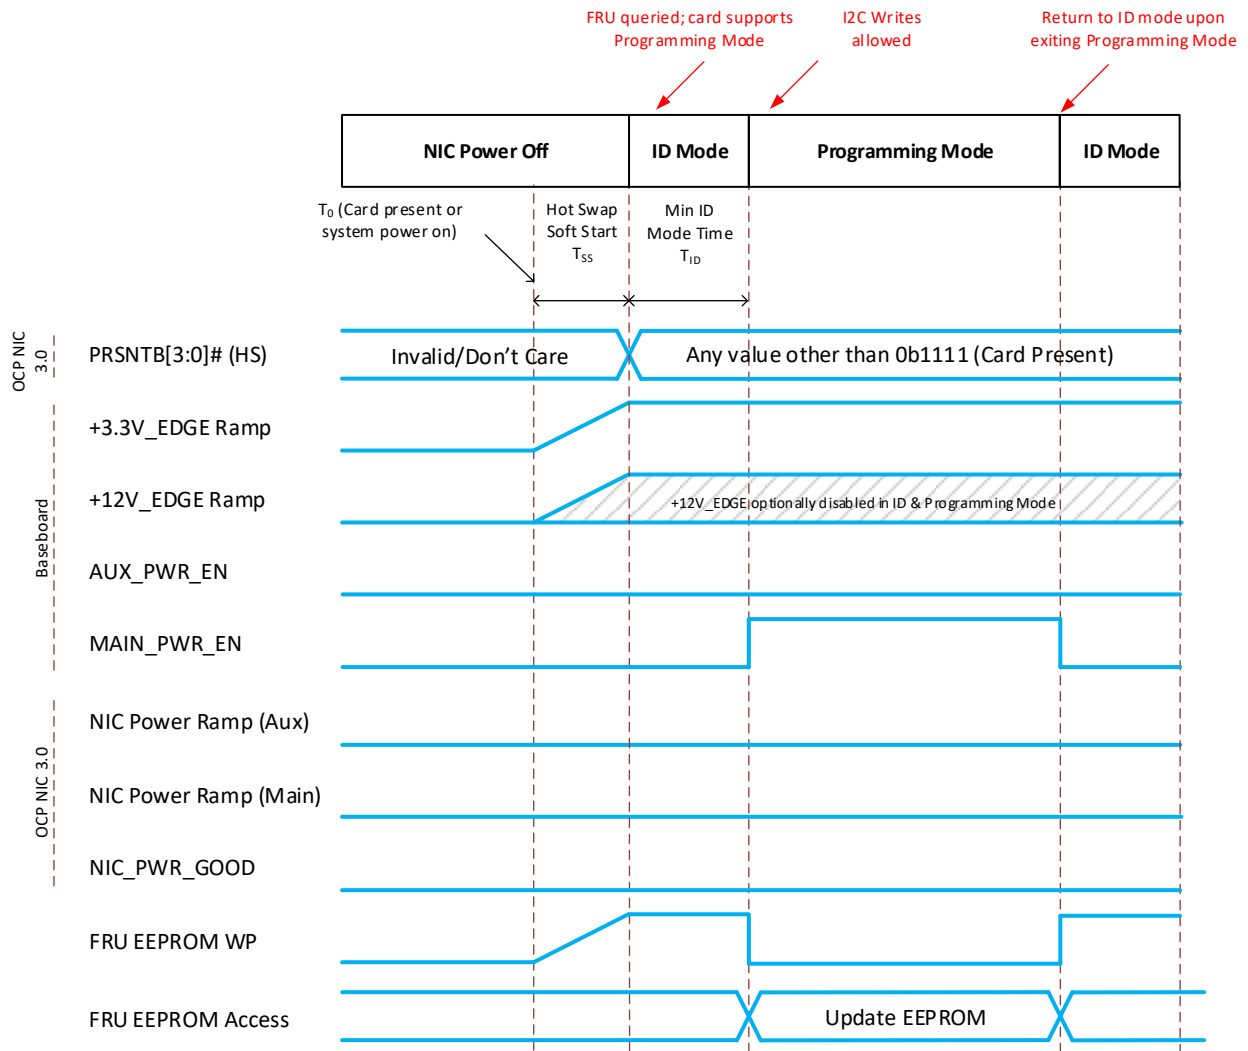 FRU queried; card supports
Programming Mode
I2C Writes
allowed
Return to ID mode upon
exiting Programming Mode
NIC Power Off
ID Mode
Programming Mode
ID Mode
T0 (Card present or
system power on)
Hot Swap
Soft Start
TSS
Min ID
Mode Time
TID
OCP NIC
3.0
PRSNTB[3:0]# (HS)
Invalid/Don't Care
Any value other than 0b1111 (Card Present)
+3.3V_EDGE Ramp
+12V_EDGE Ramp
+12V_EDGE optionally disabled in ID & Programming Mode
Baseboard
AUX_PWR_EN
MAIN_PWR_EN
NIC Power Ramp (Aux)
OCP NIC 3.0
NIC Power Ramp (Main)
NIC_PWR_GOOD
FRU EEPROM WP
FRU EEPROM Access
Update EEPROM